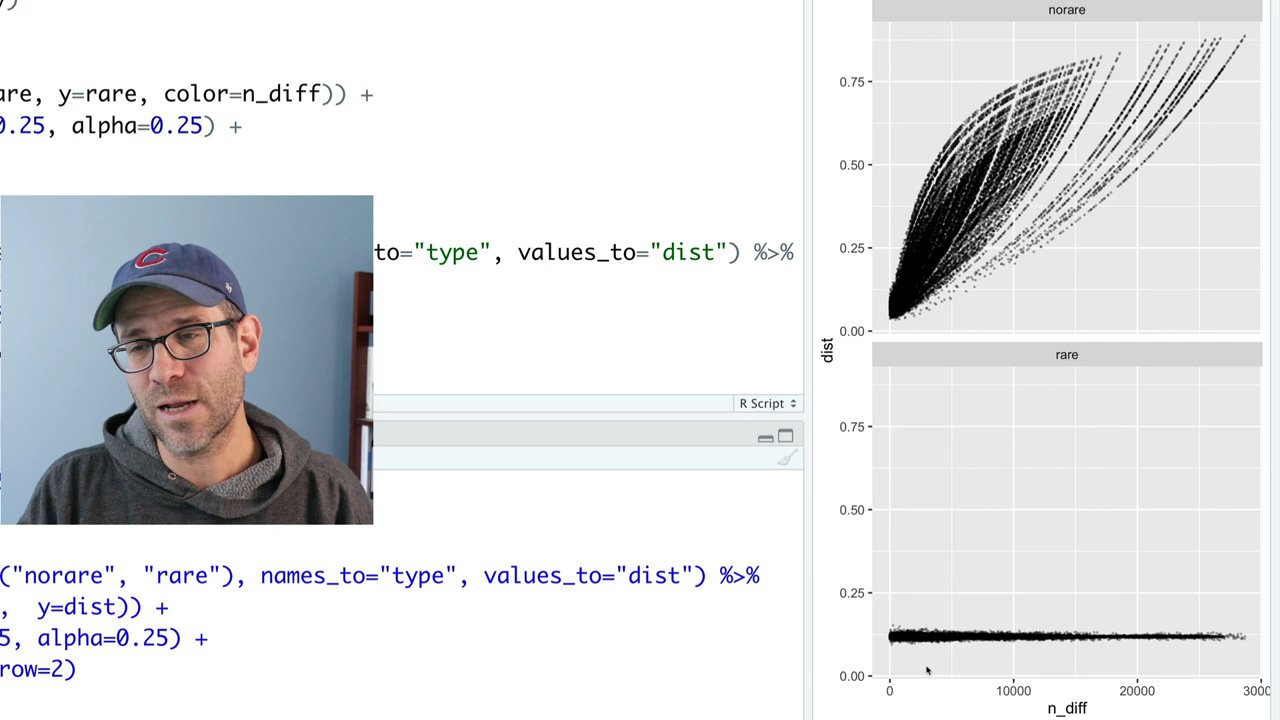 are, y=rare, color=n_diff)) +
0.25, alpha=0.25) +
to="type", values_to="dist") %>%
R Script
("norare", "rare"), names_to="type", values_to="dist") %>%
, y=dist)) +
5, alpha=0.25) +
row=2)
norare
0.75
0.50
0.25
0.00
dist
rare
0.75
0.50
0.25
0.00
0 10000 20000 3000
n_diff
C